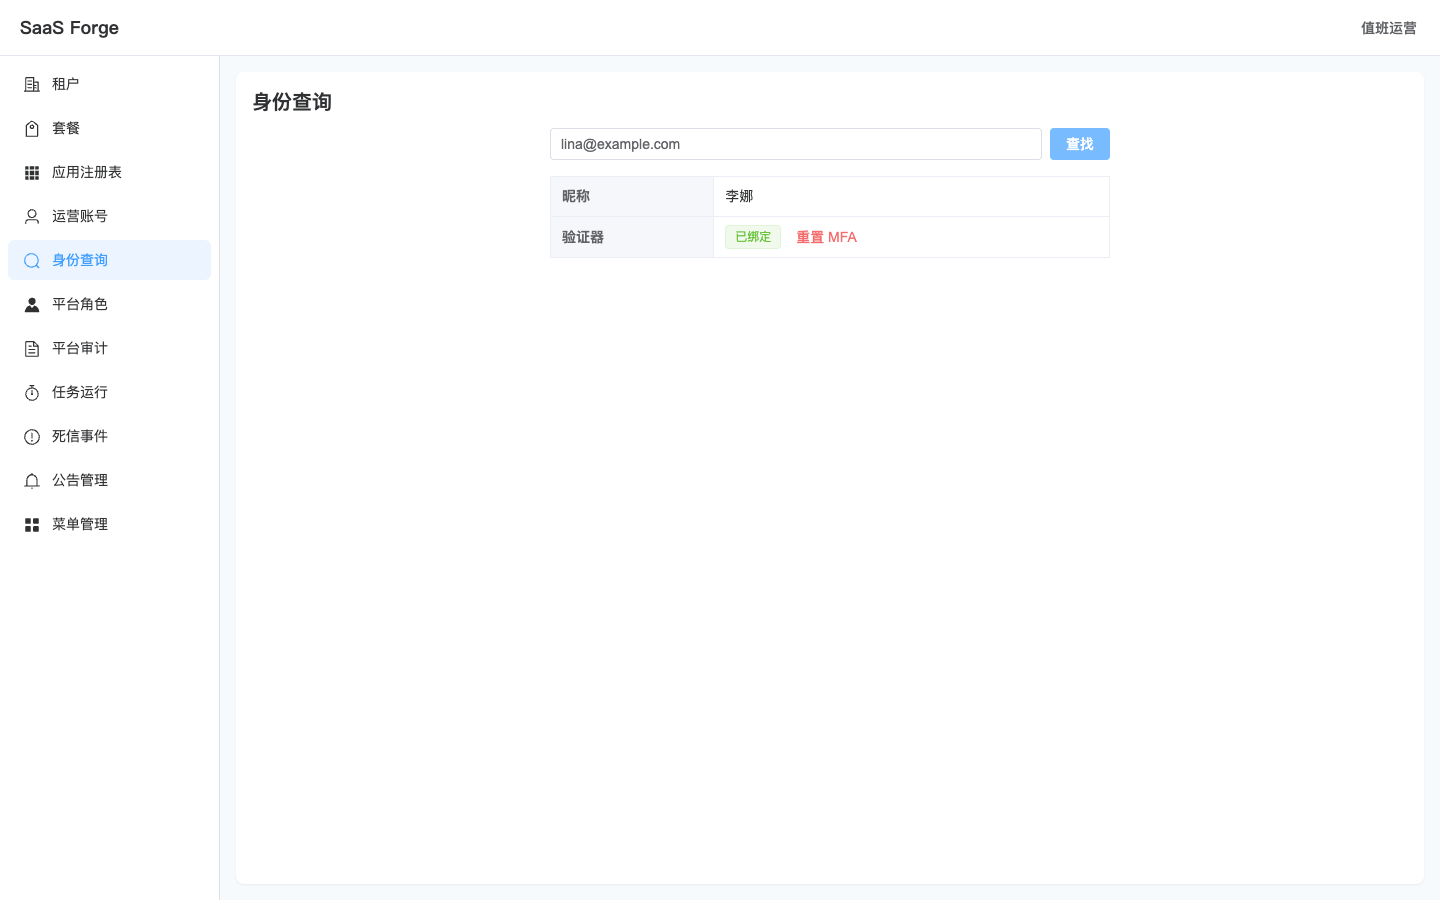 SaaS Forge
值班运营
租户
套餐
应用注册表
运营账号
身份查询
平台角色
平台审计
任务运行
死信事件
公告管理
菜单管理
身份查询
lina@example.com
查找
昵称
李娜
验证器
已绑定
重置 MFA